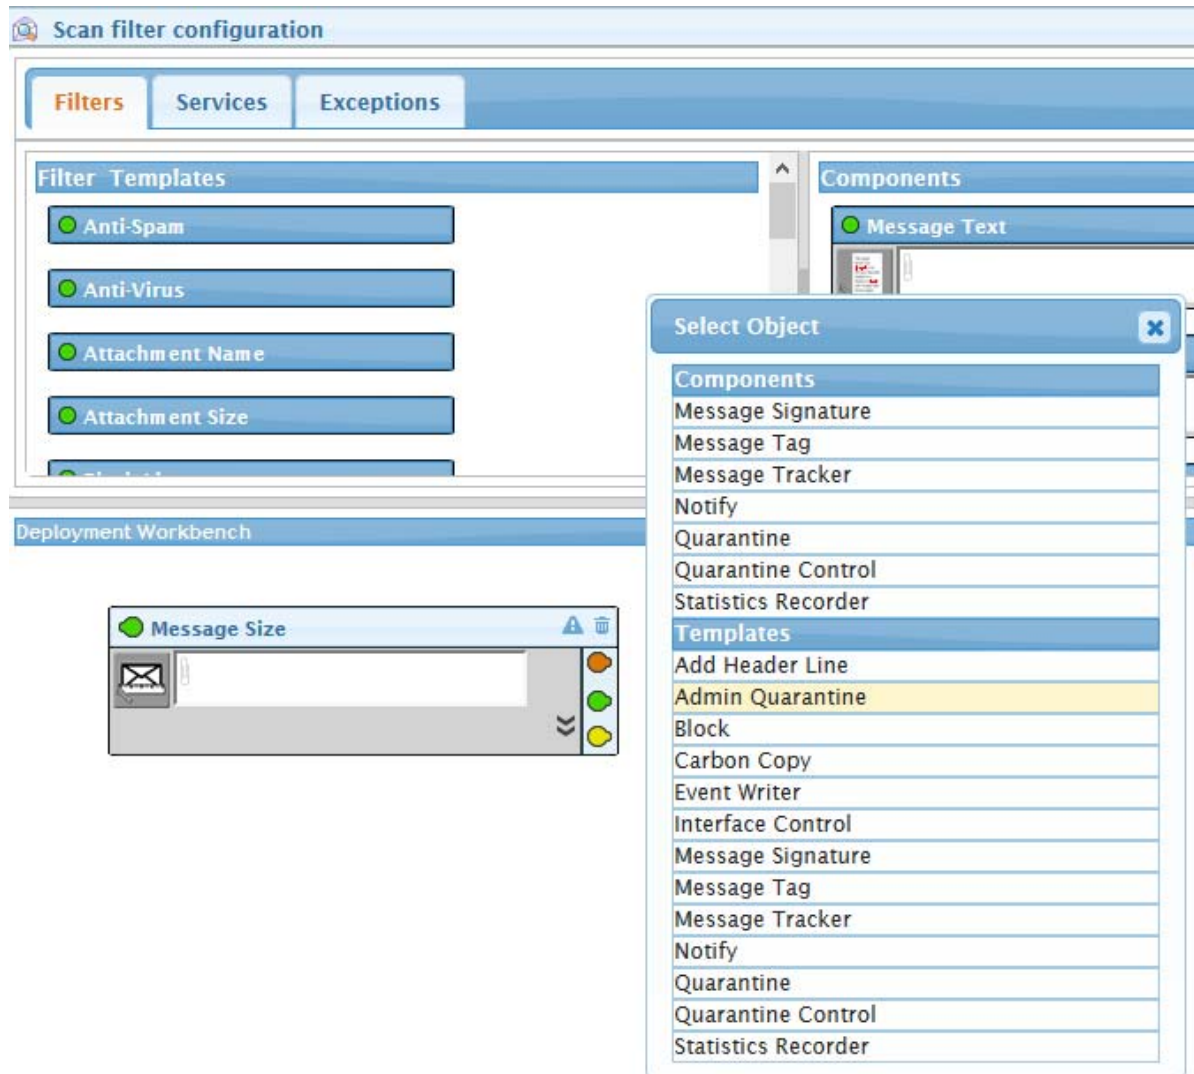 Scan filter configuration
Filters Services Exceptions
Filter Templates
Anti-Spam
Anti-Virus
Attachment Name
Attachment Size
Components
Message Text
Select Object
Components
Message Signature
Message Tag
Message Tracker
Notify
Quarantine
Quarantine Control
Statistics Recorder
Templates
Add Header Line
Admin Quarantine
Block
Carbon Copy
Event Writer
Interface Control
Message Signature
Message Tag
Message Tracker
Notify
Quarantine
Quarantine Control
Statistics Recorder
Deployment Workbench
Message Size